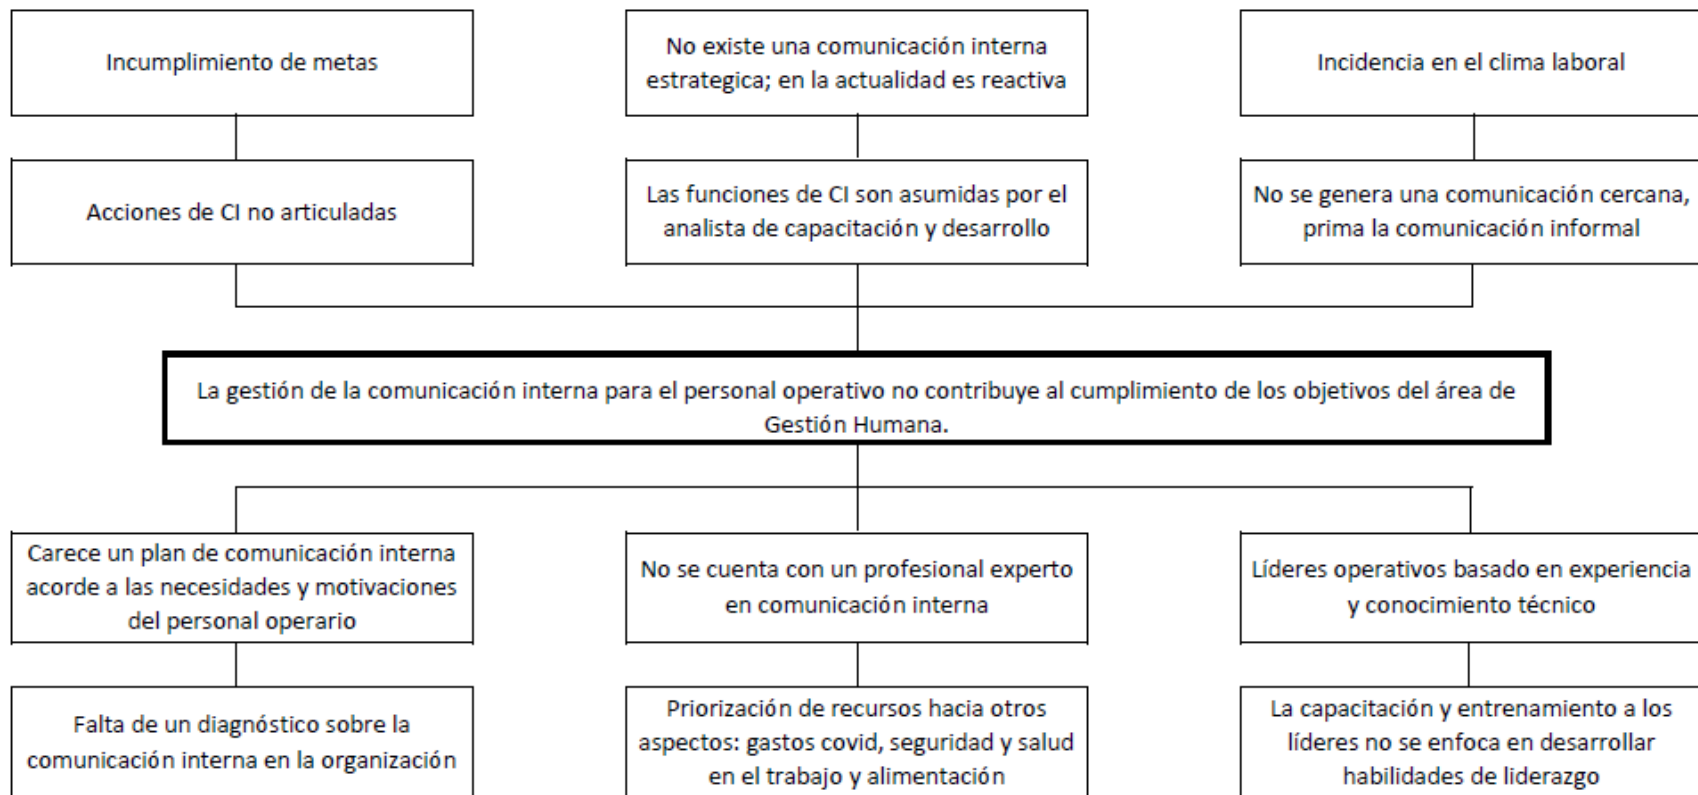 Incumplimiento de metas
No existe una comunicación interna
estrategica; en la actualidad es reactiva
Incidencia en el clima laboral
Acciones de CI no articuladas
Las funciones de CI son asumidas por el
analista de capacitación y desarrollo
No se genera una comunicación cercana,
prima la comunicación informal
La gestión de la comunicación interna para el personal operativo no contribuye al cumplimiento de los objetivos del área de
Gestión Humana.
Carece un plan de comunicación interna
acorde a las necesidades y motivaciones
del personal operario
No se cuenta con un profesional experto
en comunicación interna
Líderes operativos basado en experiencia
y conocimiento técnico
Falta de un diagnóstico sobre la
comunicación interna en la organización
Priorización de recursos hacia otros
aspectos: gastos covid, seguridad y salud
en el trabajo y alimentación
La capacitación y entrenamiento a los
líderes no se enfoca en desarrollar
habilidades de liderazgo